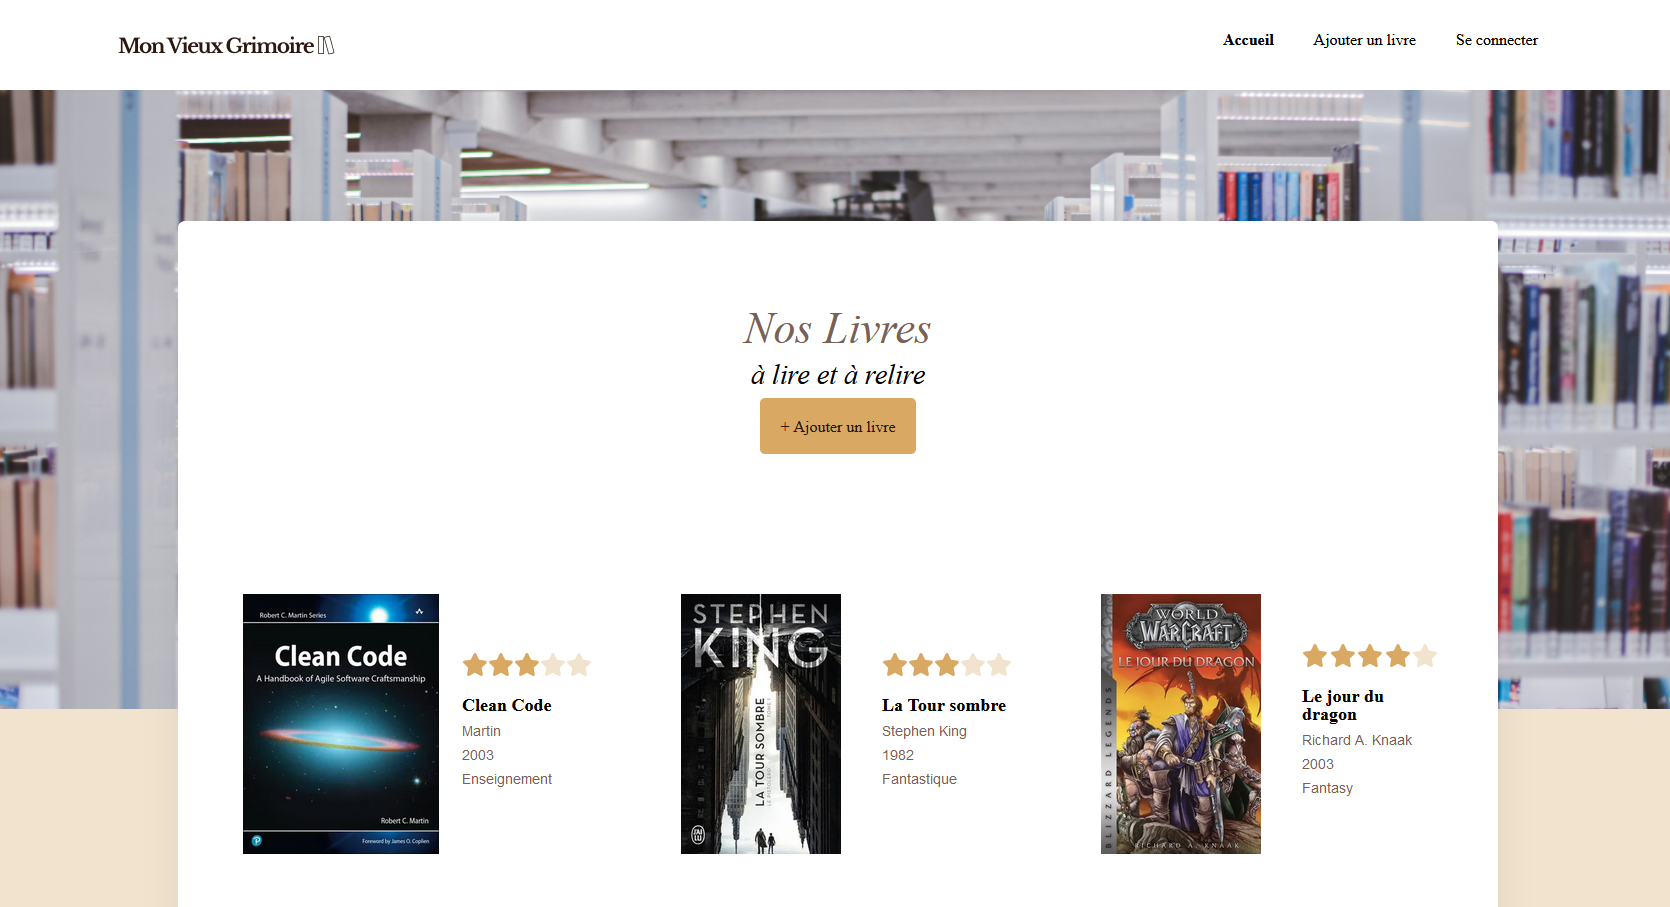 Mon Vieux Grimoire
Accueil
Ajouter un livre
Se connecter
Nos Livres
à lire et à relire
+ Ajouter un livre
Robert C. Martin Series
Clean Code
A Handbook of Agile Software Craftsmanship
Robert C. Martin
Foreword by James O. Coplien
Clean Code
Martin
2003
Enseignement
STEPHEN
KING
LA TOUR SOMBRE
J'AI LU
La Tour sombre
Stephen King
1982
Fantastique
WORLD
WARCRAFT
LE JOUR DU DRAGON
BLIZZARD LEGENDS
RICHARD A. KNAAK
Le jour du
dragon
Richard A. Knaak
2003
Fantasy